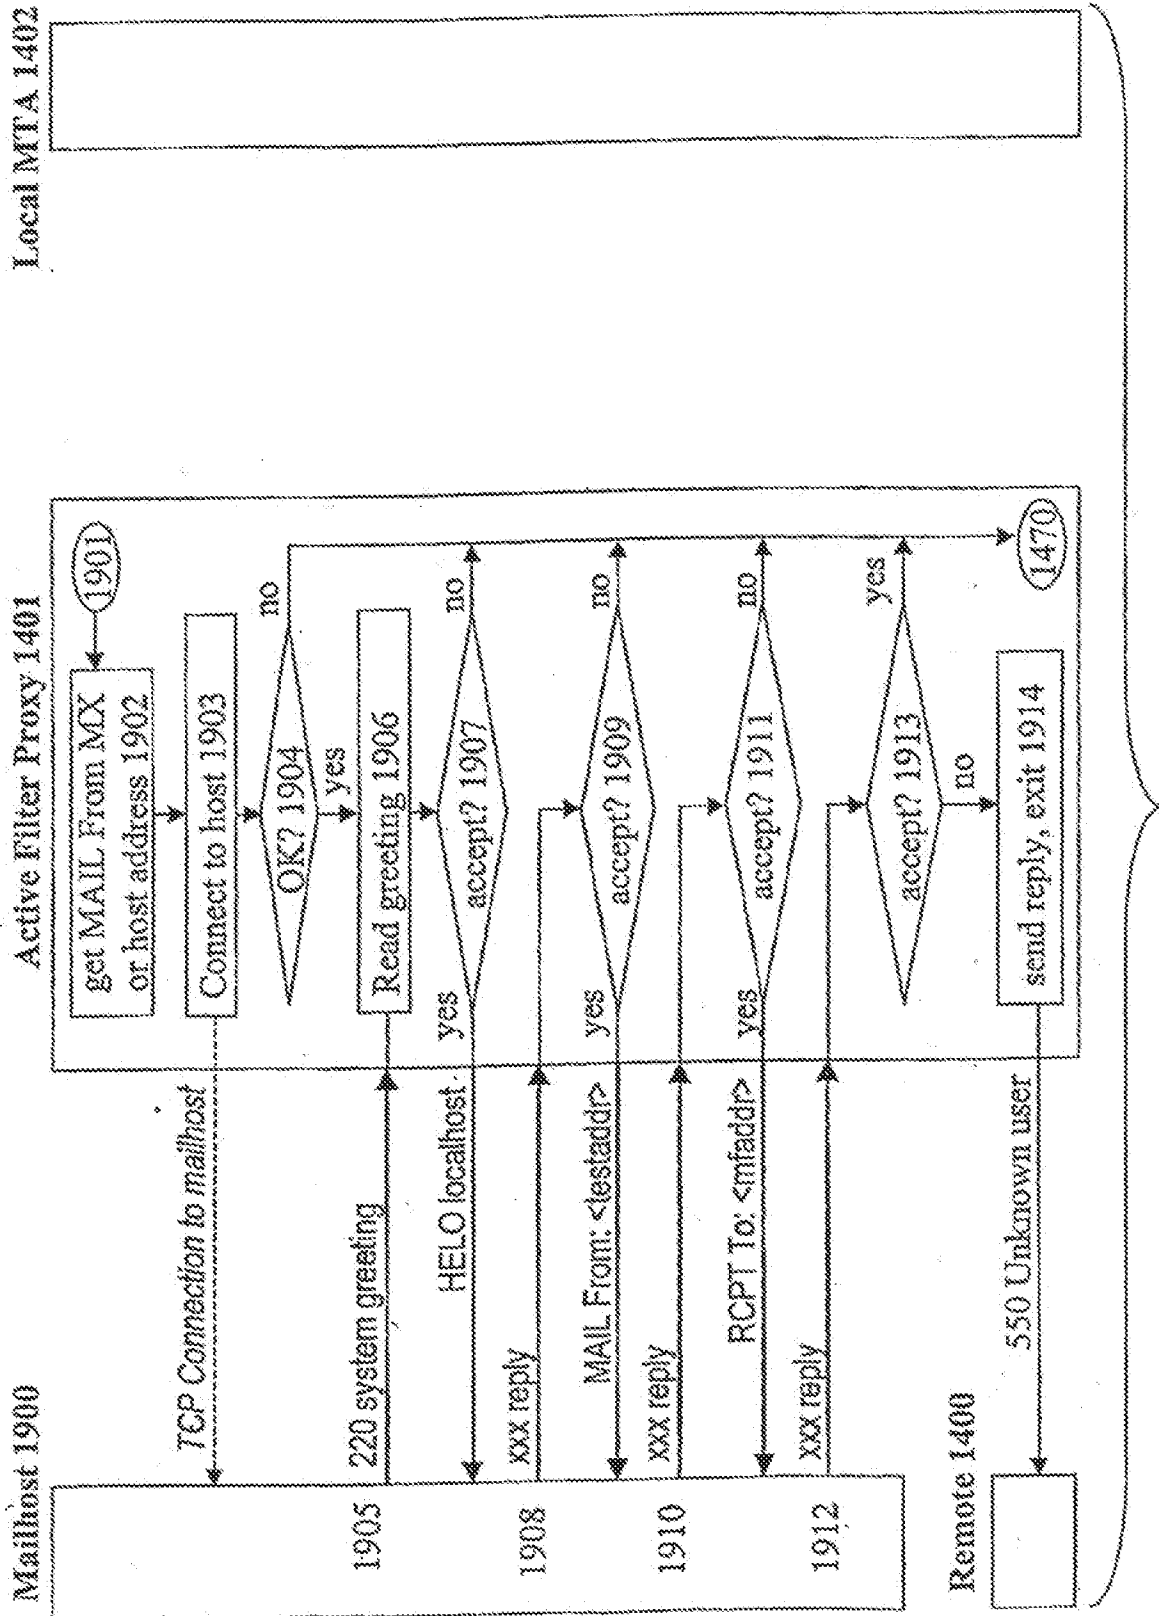 Mailhost 1900
Active Filter Proxy 1401
Local MTA 1402
1901
get MAIL From MX
or host address 1902
TCP Connection to mailhost
Connect to host 1903
OK? 1904
no
yes
1905
220 system greeting
Read greeting 1906
HELO localhost
yes
accept? 1907
no
1908
xxx reply
MAIL From: <testaddr>
yes
accept? 1909
no
1910
xxx reply
RCPT To: <mfaddr>
yes
accept? 1911
no
1912
xxx reply
accept? 1913
yes
no
Remote 1400
550 Unknown user
send reply, exit 1914
1470